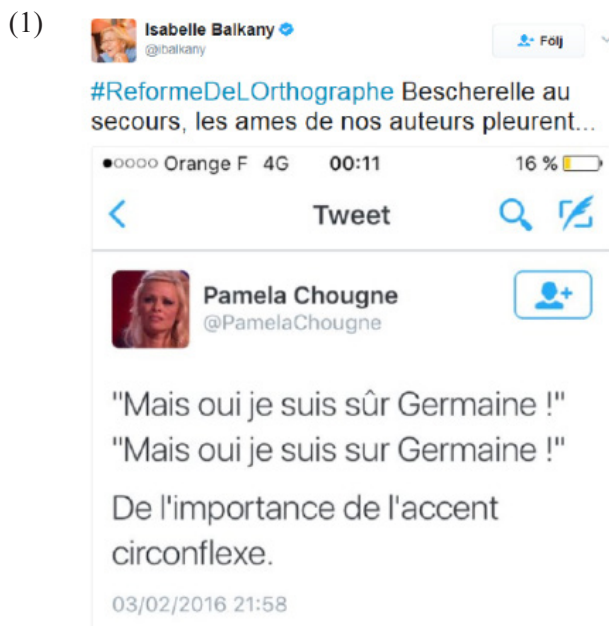 (1)
Isabelle Balkany
@ibalkany
Följ
#ReformeDeLOrthographe Bescherelle au
secours, les ames de nos auteurs pleurent...
Orange F 4G 00:11 16 %
Tweet
Pamela Chougne
@PamelaChougne
"Mais oui je suis sûr Germaine !"
"Mais oui je suis sur Germaine !"
De l'importance de l'accent
circonflexe.
03/02/2016 21:58